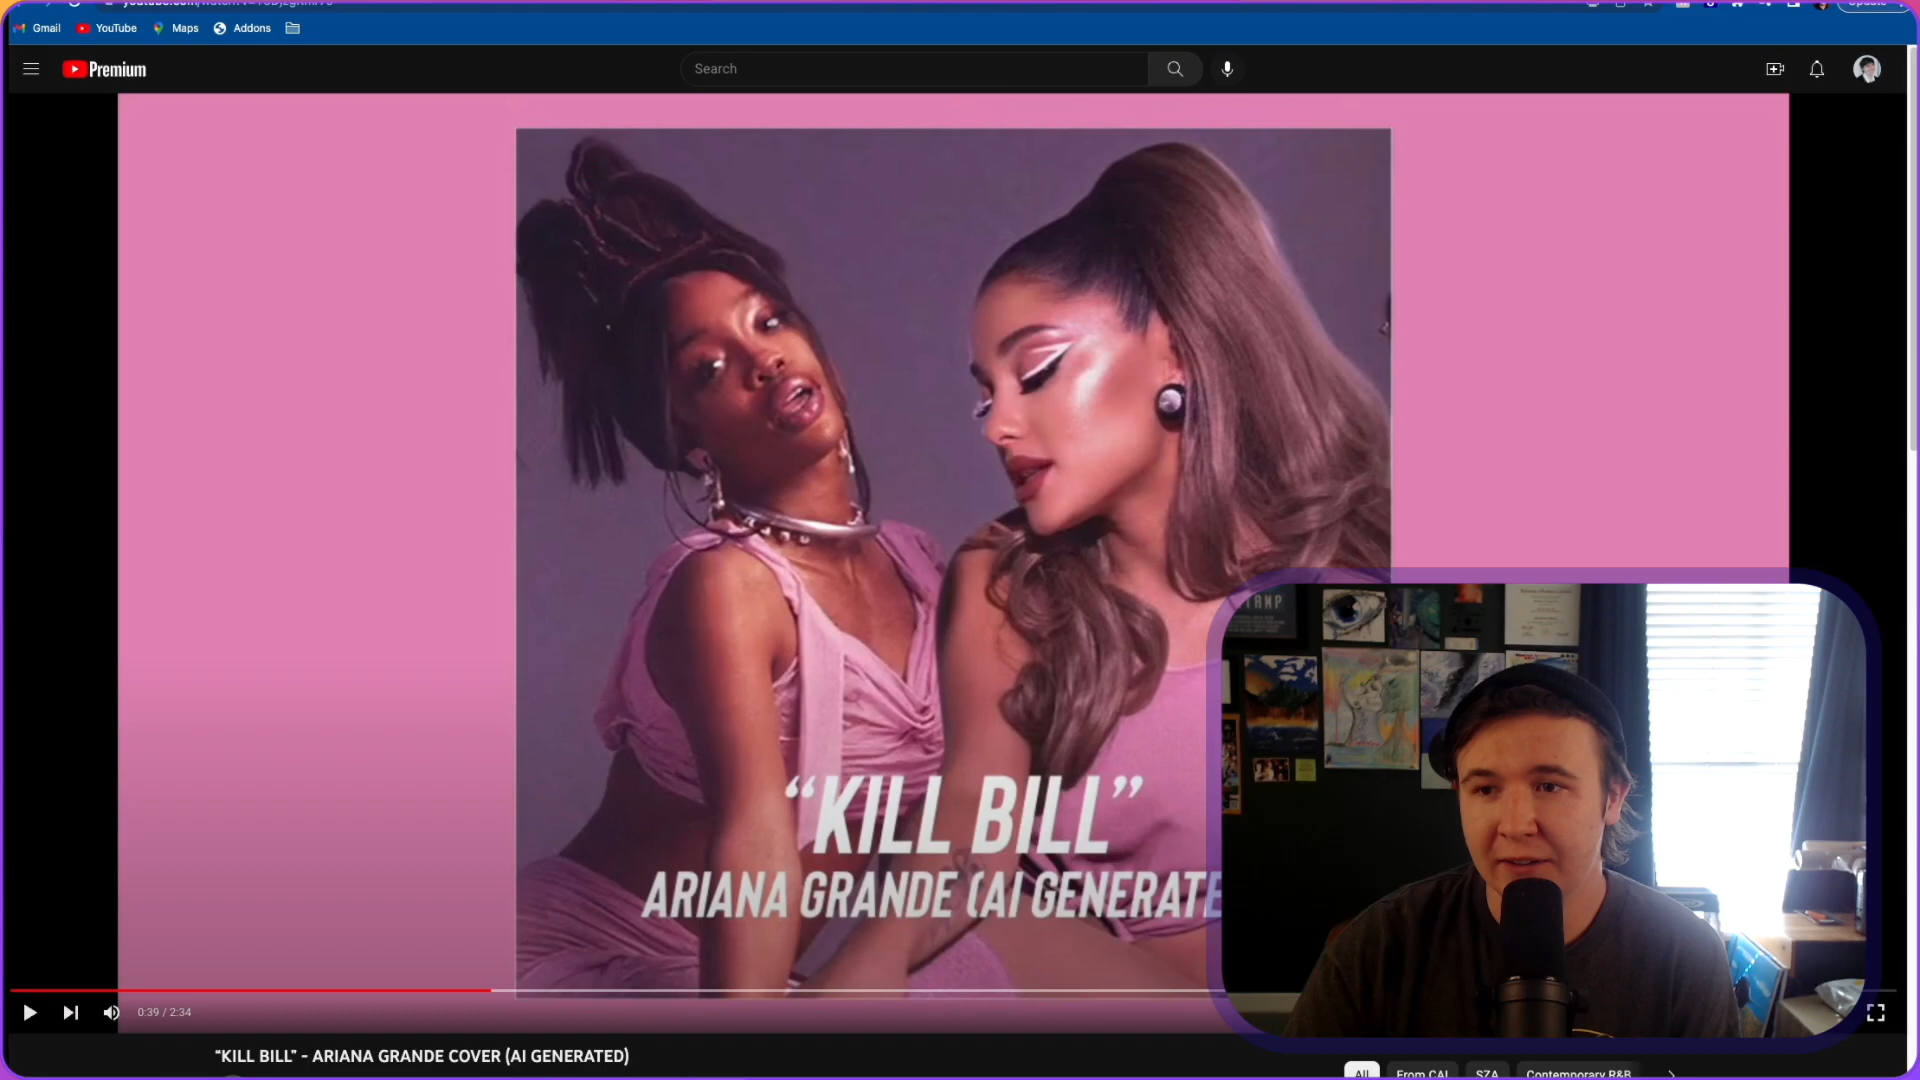 Gmail
YouTube
Maps
Addons
Premium
Search
“KILL BILL”
ARIANA GRANDE (AI GENERATE
0:39 / 2:34
“KILL BILL” - ARIANA GRANDE COVER (AI GENERATED)
All
From CAI
SZA
Contemporary R&B